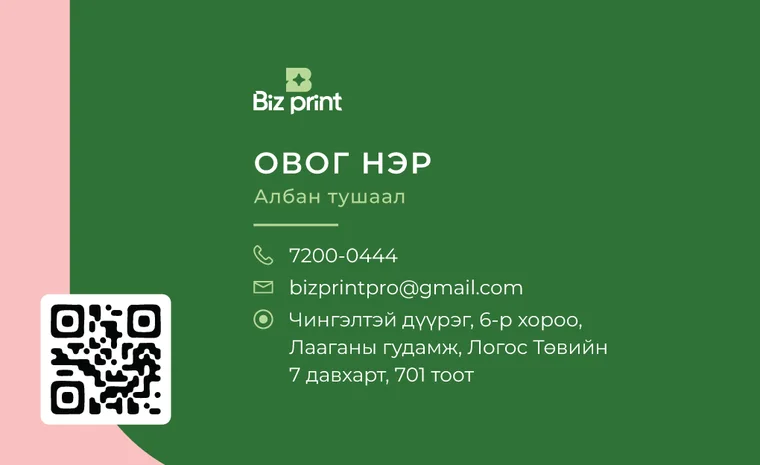 Biz print
ОВОГ НЭР
Албан тушаал
7200-0444
bizprintpro@gmail.com
Чингэлтэй дүүрэг, 6-р хороо,
Лааганы гудамж, Логос Төвийн
7 давхарт, 701 тоот